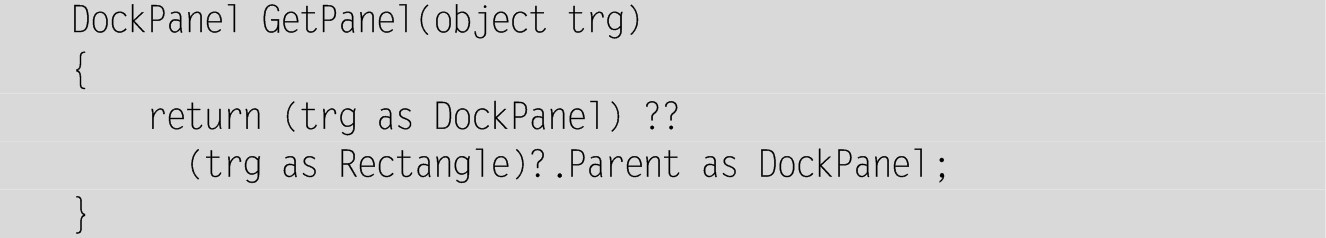 DockPanel GetPanel(object trg)
{
    return (trg as DockPanel) ??
      (trg as Rectangle)?.Parent as DockPanel;
}